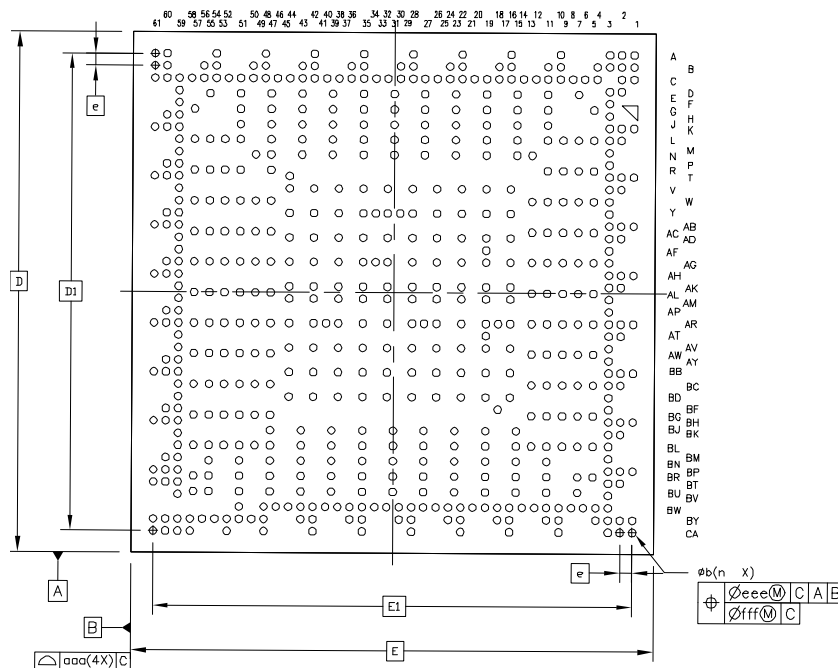 60 58 56 54 52 50 48 46 44 42 40 38 36 34 32 30 28 26 24 22 20 18 16 14 12 10 8 6 4 2
61 59 57 55 53 51 49 47 45 43 41 39 37 35 33 31 29 27 25 23 21 19 17 15 13 11 9 7 5 3 1
A
B
C
D
E
F
G
H
J
K
L
M
N
P
R
T
V
W
Y
AB
AC
AD
AF
AG
AH
AK
AL
AM
AP
AR
AT
AV
AW
AY
BB
BC
BD
BF
BG
BH
BJ
BK
BL
BM
BN
BP
BR
BT
BU
BV
BW
BY
CA
e
D
D1
A
B
E1
E
e
Øb(n X)
Øeee Ⓜ C A B
Øfff Ⓜ C
aaa(4X) C